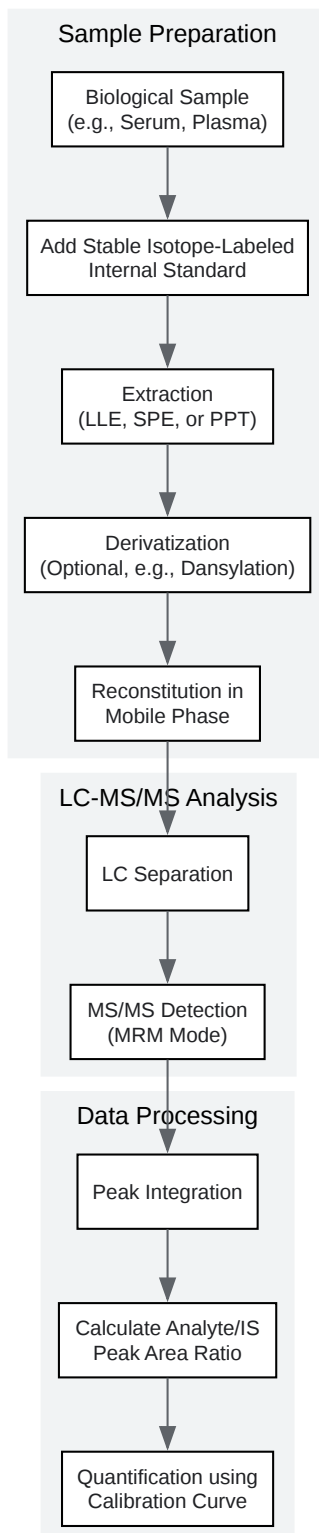 Sample Preparation
Biological Sample
(e.g., Serum, Plasma)
Add Stable Isotope-Labeled
Internal Standard
Extraction
(LLE, SPE, or PPT)
Derivatization
(Optional, e.g., Dansylation)
Reconstitution in
Mobile Phase
LC-MS/MS Analysis
LC Separation
MS/MS Detection
(MRM Mode)
Data Processing
Peak Integration
Calculate Analyte/IS
Peak Area Ratio
Quantification using
Calibration Curve